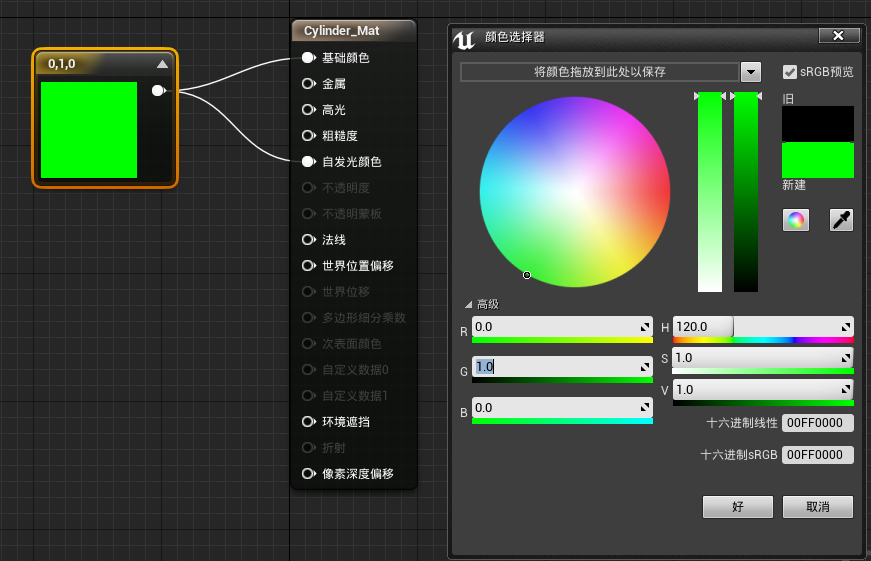 0,1,0
Cylinder_Mat
基础颜色
金属
高光
粗糙度
自发光颜色
不透明度
不透明蒙板
法线
世界位置偏移
世界位移
多边形细分乘数
次表面颜色
自定义数据0
自定义数据1
环境遮挡
折射
像素深度偏移
颜色选择器
将颜色拖放到此处以保存
sRGB预览
旧
新建
高级
R 0.0
G 1.0
B 0.0
H 120.0
S 1.0
V 1.0
十六进制线性 00FF0000
十六进制sRGB 00FF0000
好
取消